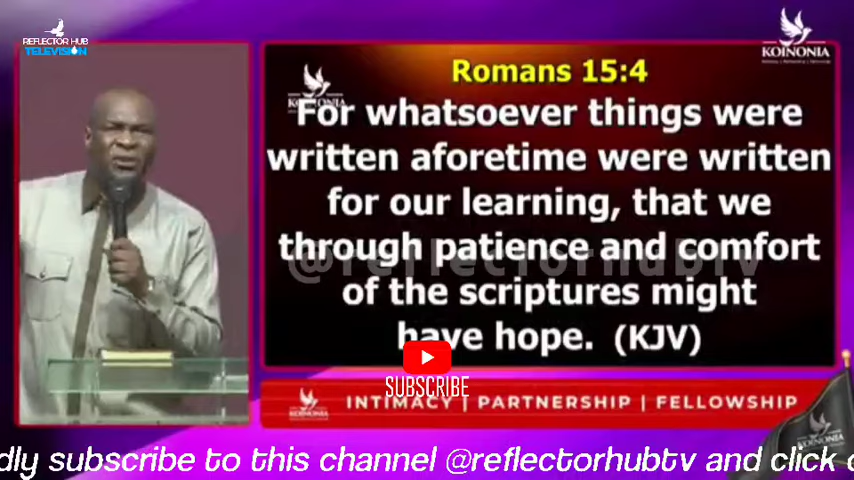 REFLECTOR HUB
TELEVISION
KOINONIA
Romans 15:4
For whatsoever things were
written aforetime were written
for our learning, that we
through patience and comfort
of the scriptures might
have hope. (KJV)
@reflectorhubtv
SUBSCRIBE
KOINONIA
INTIMACY | PARTNERSHIP | FELLOWSHIP
KOINONIA
dly subscribe to this channel @reflectorhubtv and click